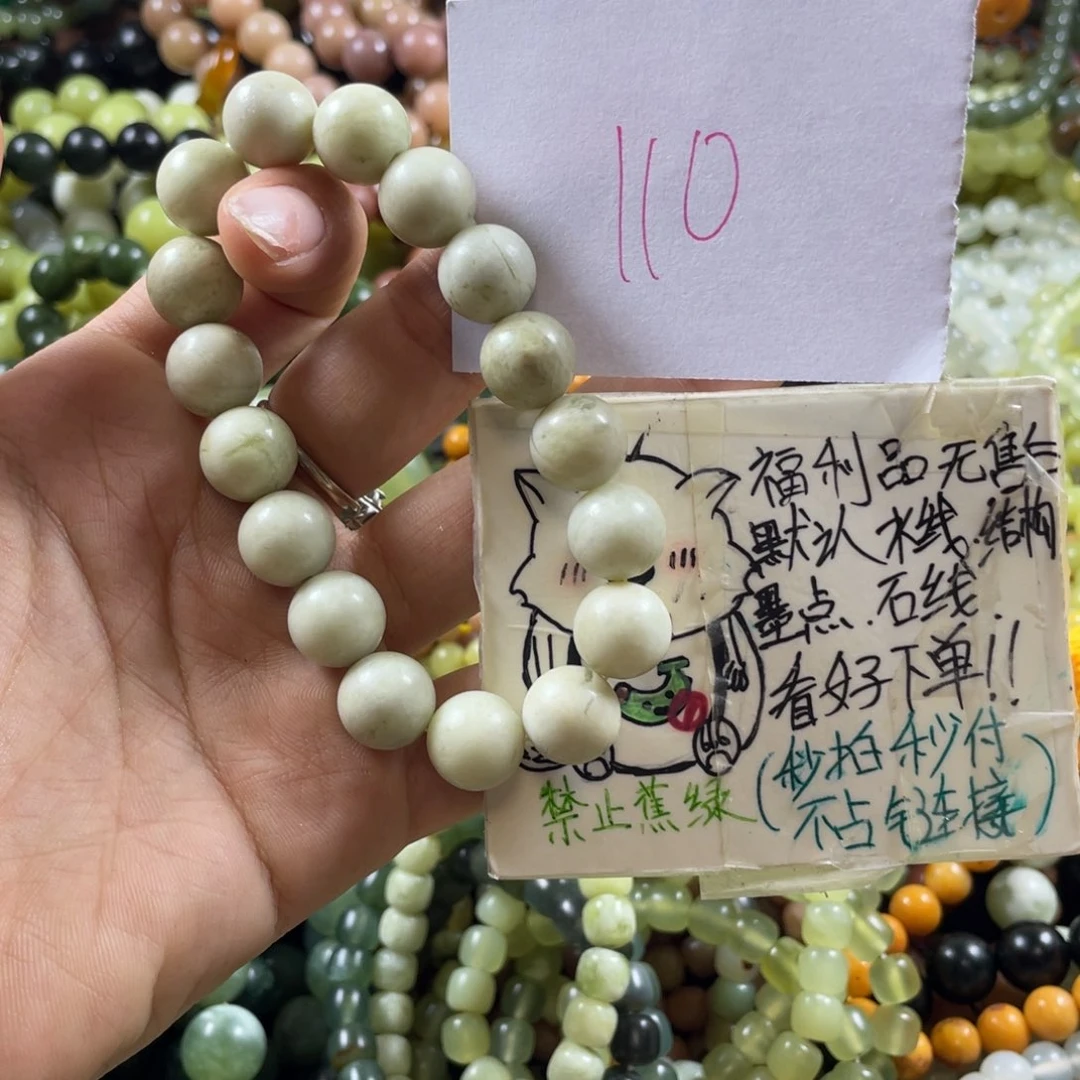 110
福利品无售后
默认水线.结构
墨点.石线
看好下单!!
(秒拍秒付
不占链接)
禁止蕉绿